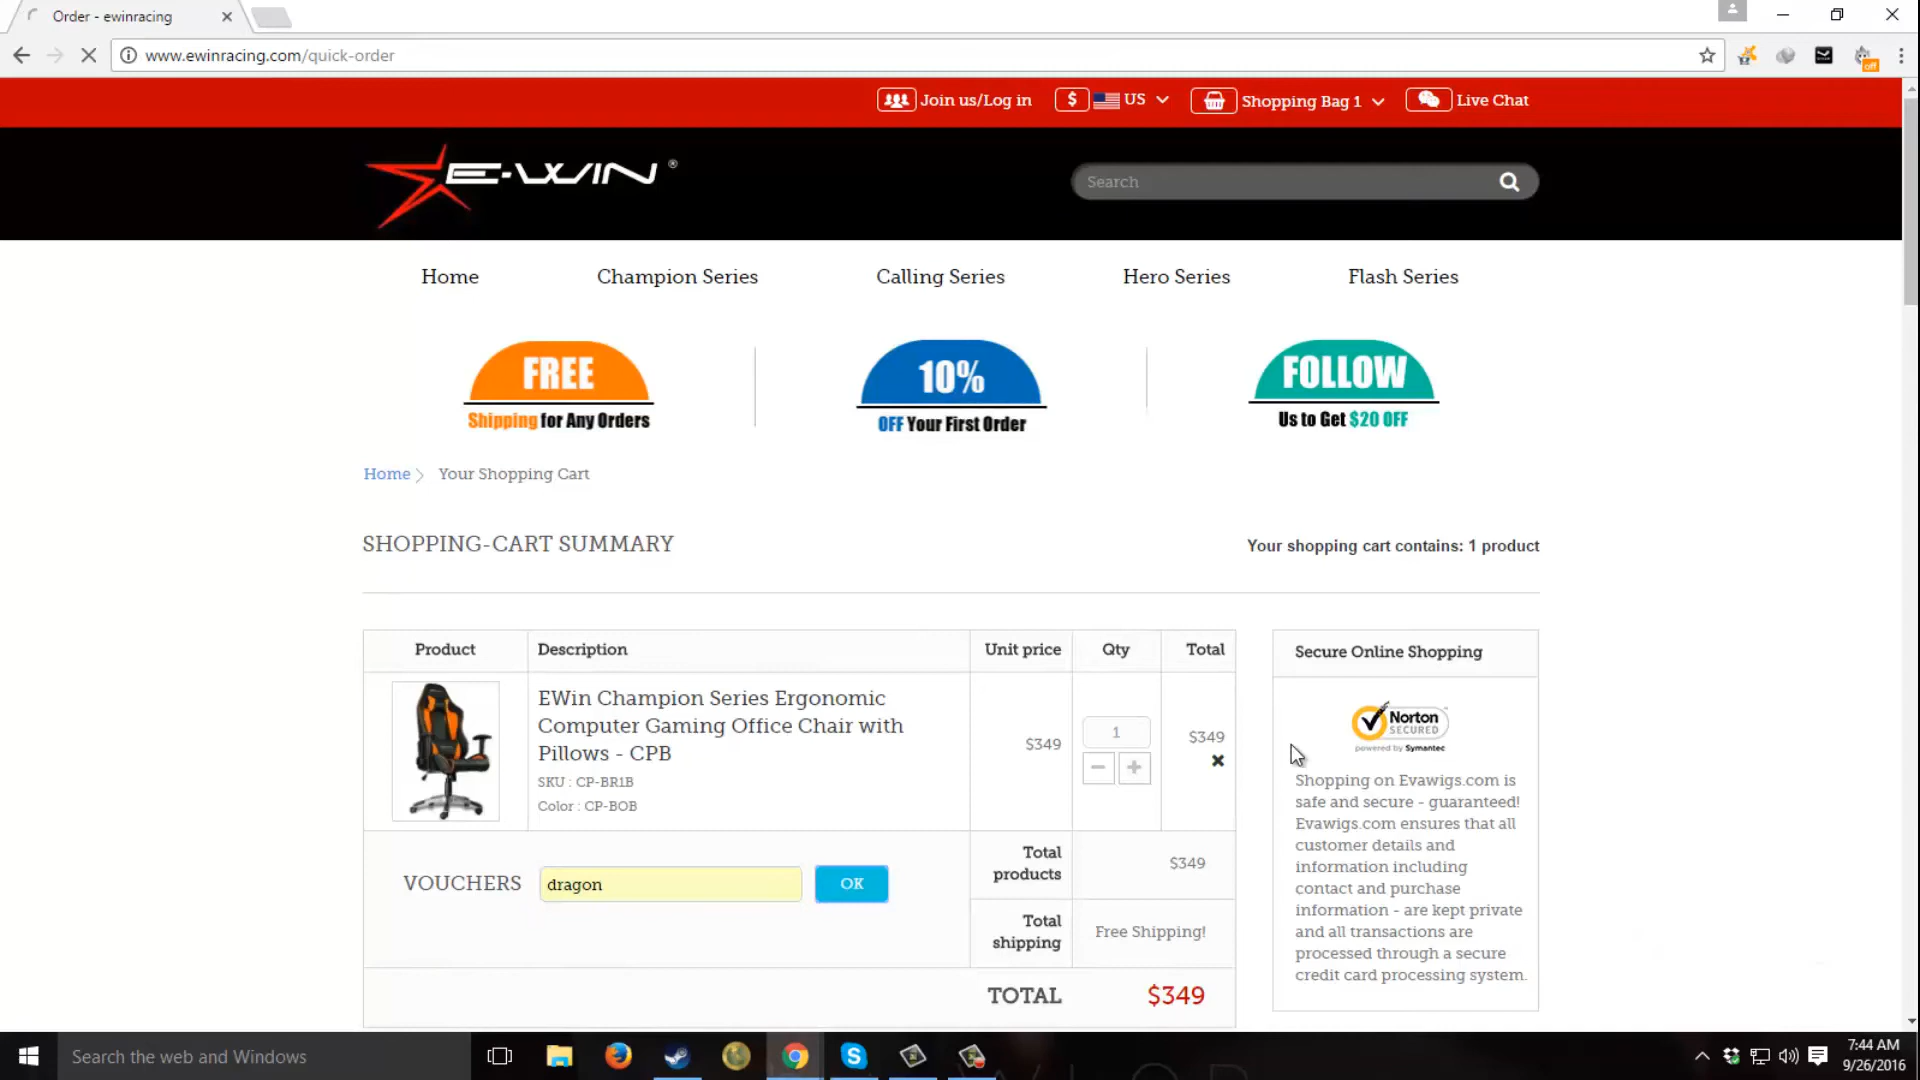 Order - ewinracing
www.ewinracing.com/quick-order
off
Join us/Log in
$
US
Shopping Bag 1
Live Chat
E-WIN ®
Search
Home
Champion Series
Calling Series
Hero Series
Flash Series
FREE
Shipping for Any Orders
10%
OFF Your First Order
FOLLOW
Us to Get $20 OFF
Home
Your Shopping Cart
SHOPPING-CART SUMMARY
Your shopping cart contains: 1 product
Product
Description
Unit price
Qty
Total
EWin Champion Series Ergonomic
Computer Gaming Office Chair with
Pillows - CPB
SKU : CP-BR1B
Color : CP-BOB
$349
1
$349
VOUCHERS
dragon
OK
Total
products
$349
Total
shipping
Free Shipping!
TOTAL
$349
Secure Online Shopping
Norton
SECURED
powered by Symantec
Shopping on Evawigs.com is
safe and secure - guaranteed!
Evawigs.com ensures that all
customer details and
information including
contact and purchase
information - are kept private
and all transactions are
processed through a secure
credit card processing system.
Search the web and Windows
7:44 AM
9/26/2016